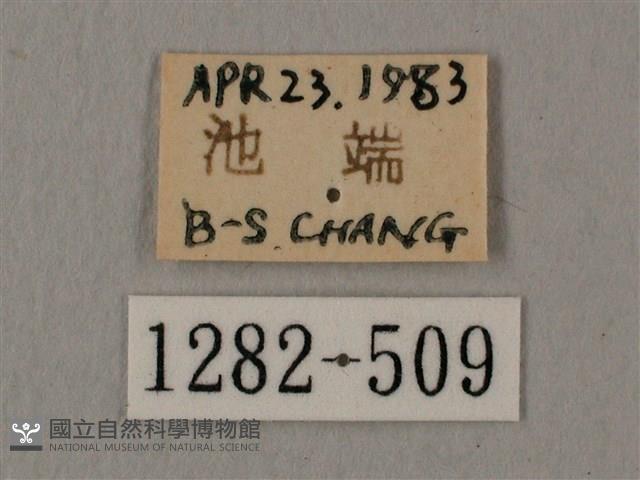 APR 23. 1983
池 端
B-S. CHANG
1282-509
國立自然科學博物館
NATIONAL MUSEUM OF NATURAL SCIENCE